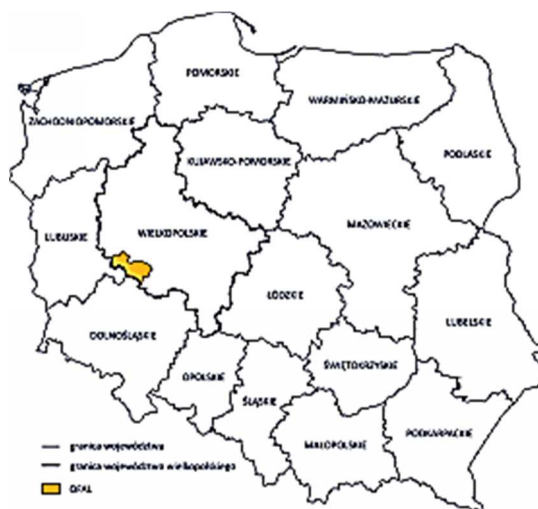 POMORSKIE
WARMIŃSKO-MAZURSKIE
ZACHODNIOPOMORSKIE
PODLASKIE
KUJAWSKO-POMORSKIE
MAZOWIECKIE
WIELKOPOLSKIE
LUBUSKIE
ŁÓDZKIE
LUBELSKIE
DOLNOŚLĄSKIE
ŚWIĘTOKRZYSKIE
OPOLSKIE
ŚLĄSKIE
PODKARPACKIE
MAŁOPOLSKIE
granica województwa
granica województwa wielkopolskiego
OFAL